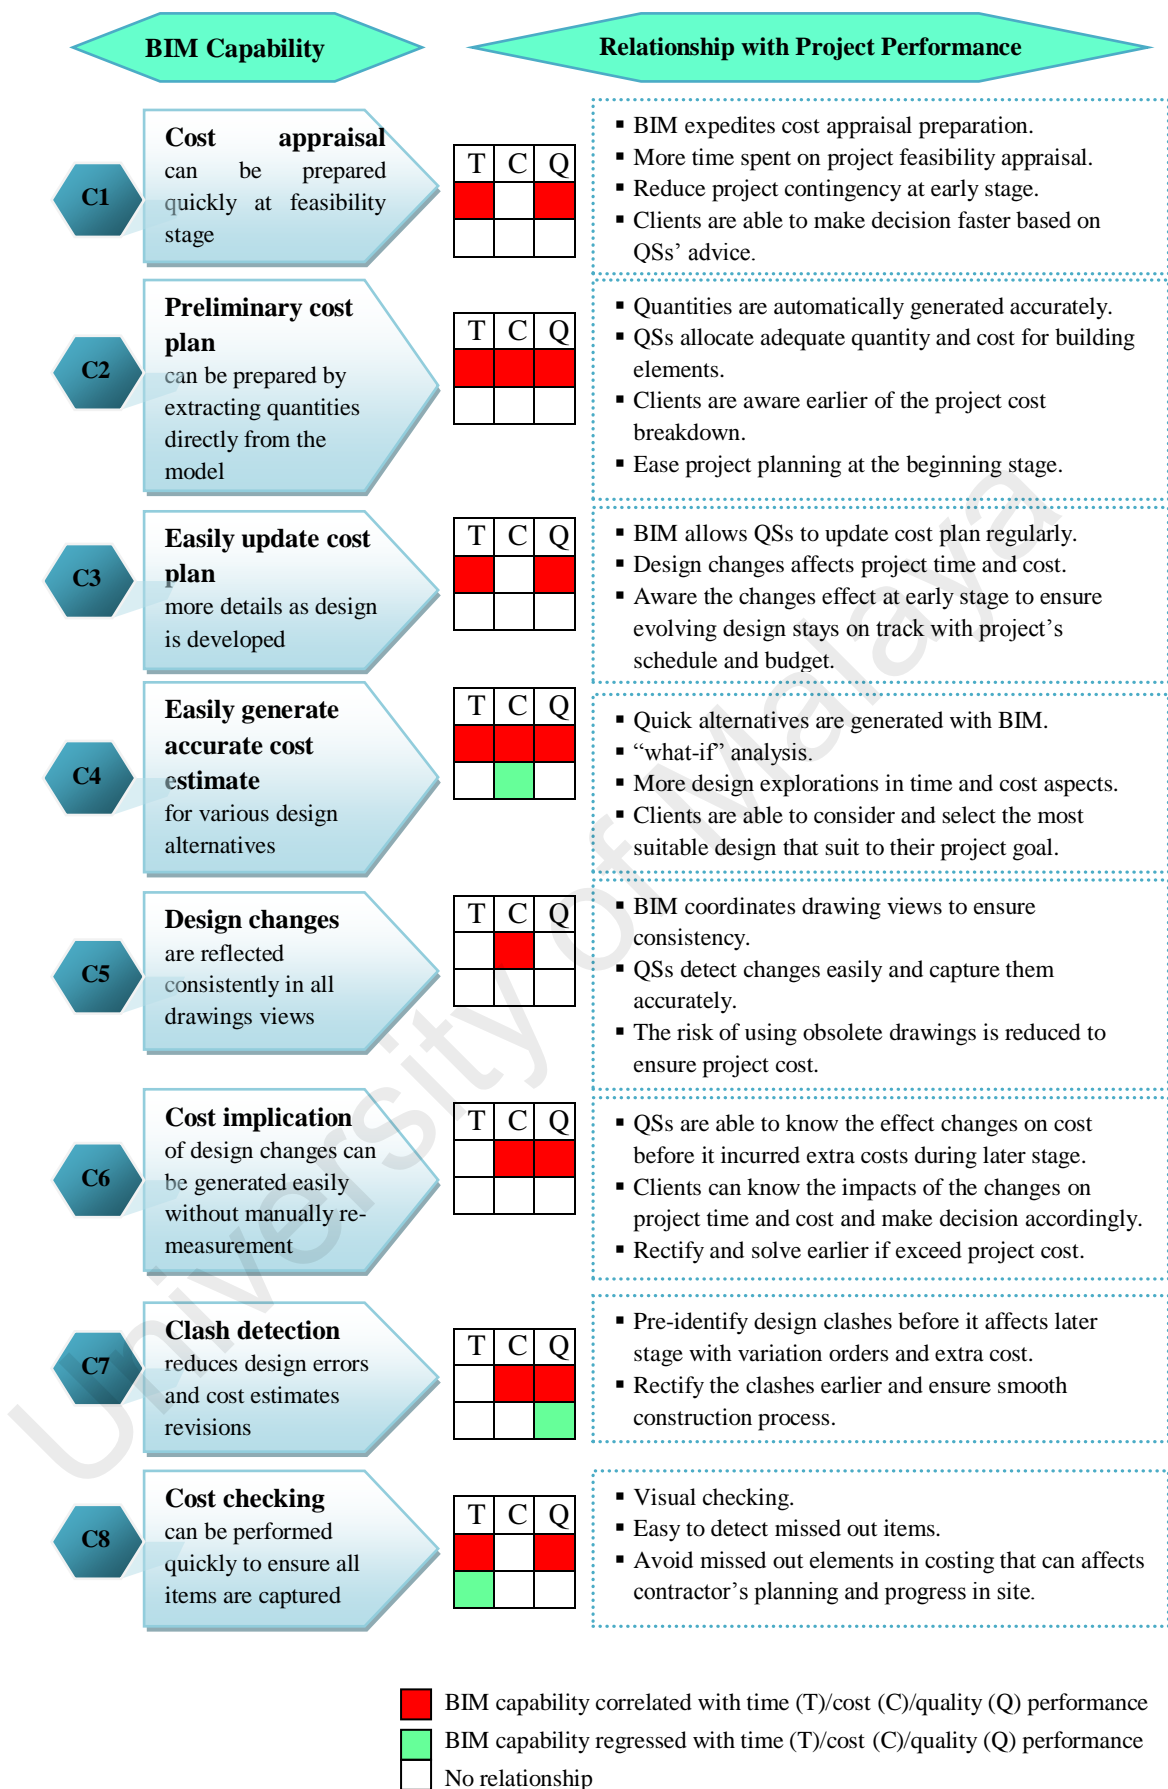 BIM Capability
Relationship with Project Performance
C1
Cost appraisal
can be prepared
quickly at feasibility
stage
T C Q
▪ BIM expedites cost appraisal preparation.
▪ More time spent on project feasibility appraisal.
▪ Reduce project contingency at early stage.
▪ Clients are able to make decision faster based on
QSs’ advice.
C2
Preliminary cost
plan
can be prepared by
extracting quantities
directly from the
model
T C Q
▪ Quantities are automatically generated accurately.
▪ QSs allocate adequate quantity and cost for building
elements.
▪ Clients are aware earlier of the project cost
breakdown.
▪ Ease project planning at the beginning stage.
C3
Easily update cost
plan
more details as design
is developed
T C Q
▪ BIM allows QSs to update cost plan regularly.
▪ Design changes affects project time and cost.
▪ Aware the changes effect at early stage to ensure
evolving design stays on track with project’s
schedule and budget.
C4
Easily generate
accurate cost
estimate
for various design
alternatives
T C Q
▪ Quick alternatives are generated with BIM.
▪ “what-if” analysis.
▪ More design explorations in time and cost aspects.
▪ Clients are able to consider and select the most
suitable design that suit to their project goal.
C5
Design changes
are reflected
consistently in all
drawings views
T C Q
▪ BIM coordinates drawing views to ensure
consistency.
▪ QSs detect changes easily and capture them
accurately.
▪ The risk of using obsolete drawings is reduced to
ensure project cost.
C6
Cost implication
of design changes can
be generated easily
without manually re-
measurement
T C Q
▪ QSs are able to know the effect changes on cost
before it incurred extra costs during later stage.
▪ Clients can know the impacts of the changes on
project time and cost and make decision accordingly.
▪ Rectify and solve earlier if exceed project cost.
C7
Clash detection
reduces design errors
and cost estimates
revisions
T C Q
▪ Pre-identify design clashes before it affects later
stage with variation orders and extra cost.
▪ Rectify the clashes earlier and ensure smooth
construction process.
C8
Cost checking
can be performed
quickly to ensure all
items are captured
T C Q
▪ Visual checking.
▪ Easy to detect missed out items.
▪ Avoid missed out elements in costing that can affects
contractor’s planning and progress in site.
BIM capability correlated with time (T)/cost (C)/quality (Q) performance
BIM capability regressed with time (T)/cost (C)/quality (Q) performance
No relationship
University of Malaya